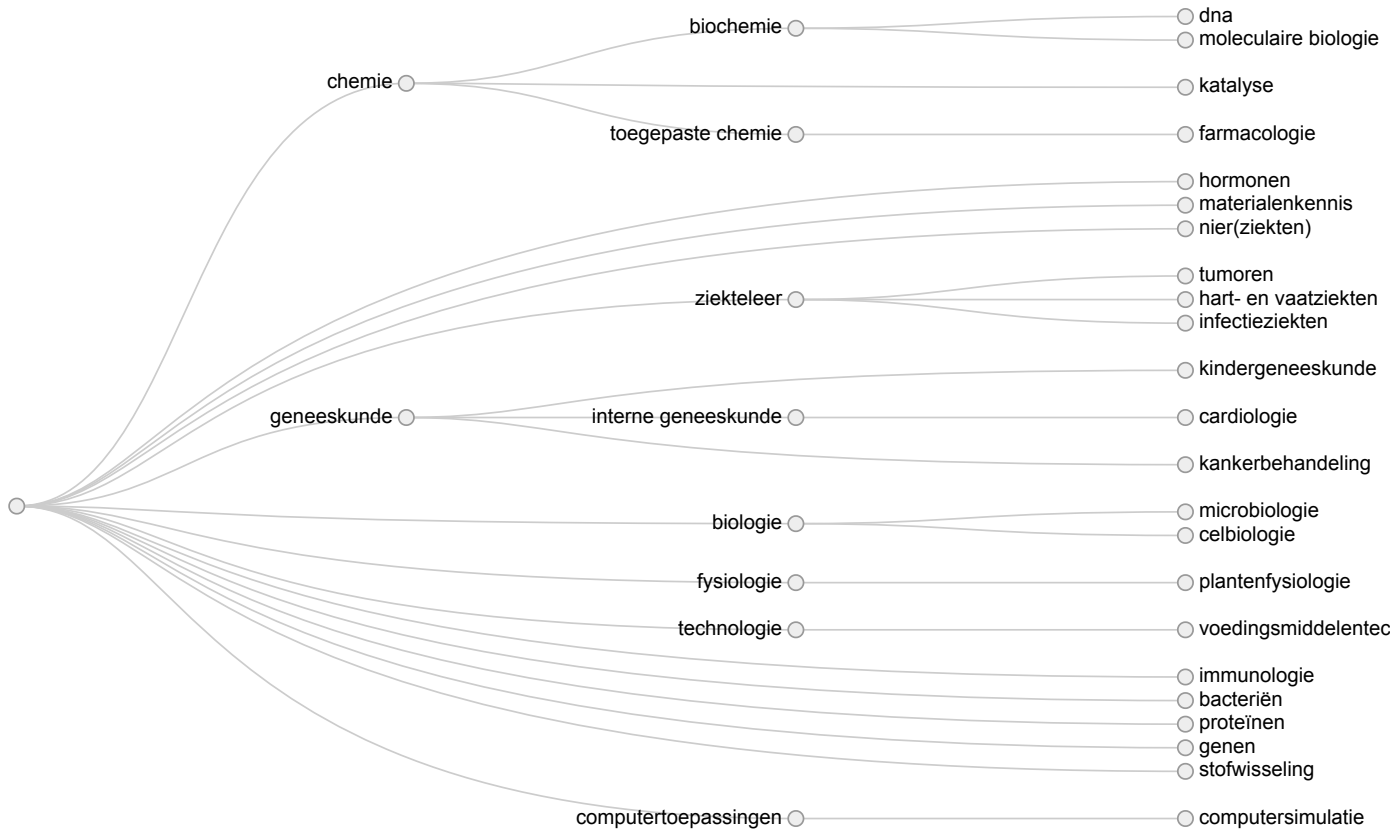 dna
biochemie
moleculaire biologie
chemie
katalyse
toegepaste chemie
farmacologie
hormonen
materialenkennis
nier(ziekten)
tumoren
ziekteleer
hart- en vaatziekten
infectieziekten
kindergeneeskunde
geneeskunde
interne geneeskunde
cardiologie
kankerbehandeling
microbiologie
biologie
celbiologie
fysiologie
plantenfysiologie
technologie
voedingsmiddelentec
immunologie
bacteriën
proteïnen
genen
stofwisseling
computertoepassingen
computersimulatie